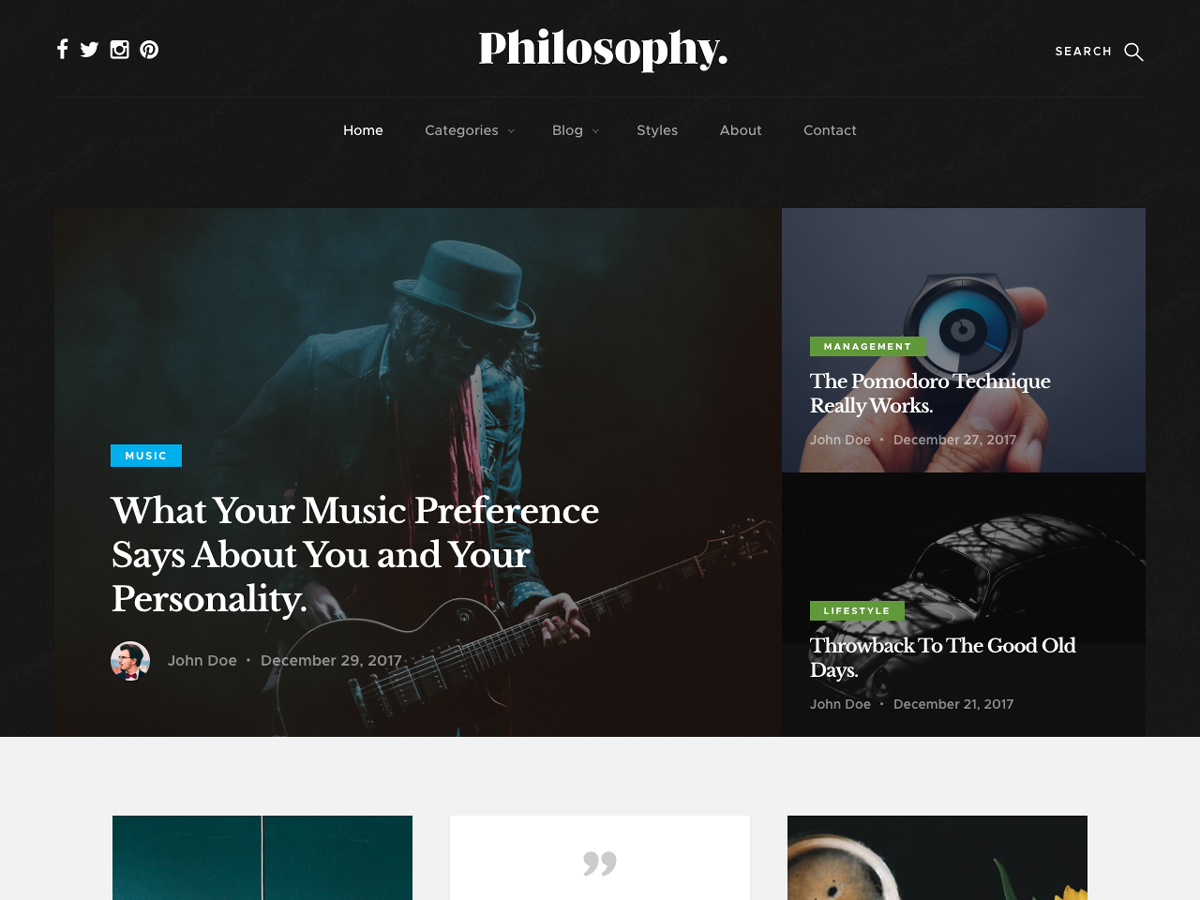 Philosophy.
SEARCH
Home Categories Blog Styles About Contact
MUSIC
What Your Music Preference
Says About You and Your
Personality.
John Doe • December 29, 2017
MANAGEMENT
The Pomodoro Technique
Really Works.
John Doe • December 27, 2017
LIFESTYLE
Throwback To The Good Old
Days.
John Doe • December 21, 2017
”